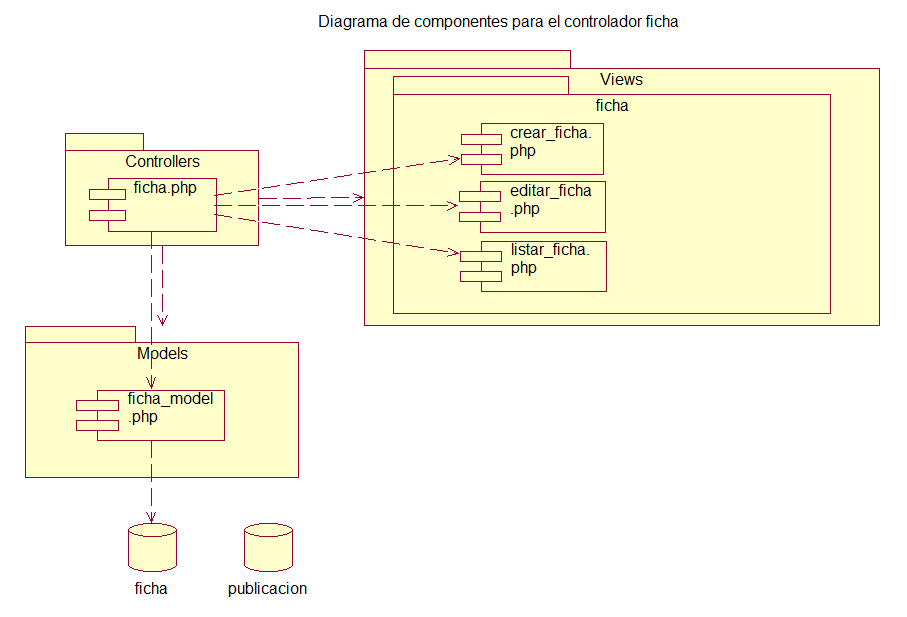 Diagrama de componentes para el controlador ficha
Views
ficha
crear_ficha.
php
Controllers
ficha.php
editar_ficha
.php
listar_ficha.
php
Models
ficha_model
.php
ficha
publicacion